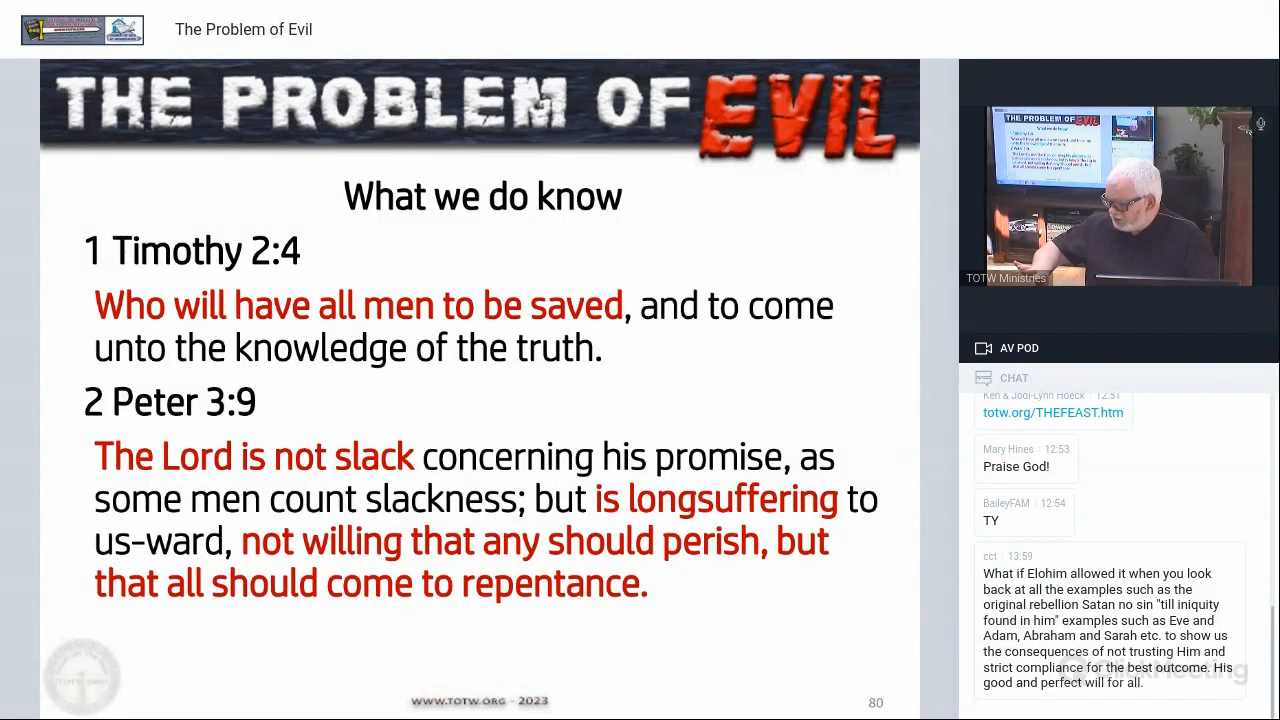 The Problem of Evil
THE PROBLEM OF EVIL
What we do know
1 Timothy 2:4
Who will have all men to be saved, and to come
unto the knowledge of the truth.
2 Peter 3:9
The Lord is not slack concerning his promise, as
some men count slackness; but is longsuffering to
us-ward, not willing that any should perish, but
that all should come to repentance.
WWW.TOTW.ORG - 2023
80
TOTW Ministries
AV POD
CHAT
Ken & Jodi-Lynn Hoeck 12:51
totw.org/THEFEAST.htm
Mary Hines 12:53
Praise God!
BaileyFAM 12:54
TY
cct 13:59
What if Elohim allowed it when you look
back at all the examples such as the
original rebellion Satan no sin "till iniquity
found in him" examples such as Eve and
Adam, Abraham and Sarah etc. to show us
the consequences of not trusting Him and
strict compliance for the best outcome. His
good and perfect will for all.
ClickMeeting